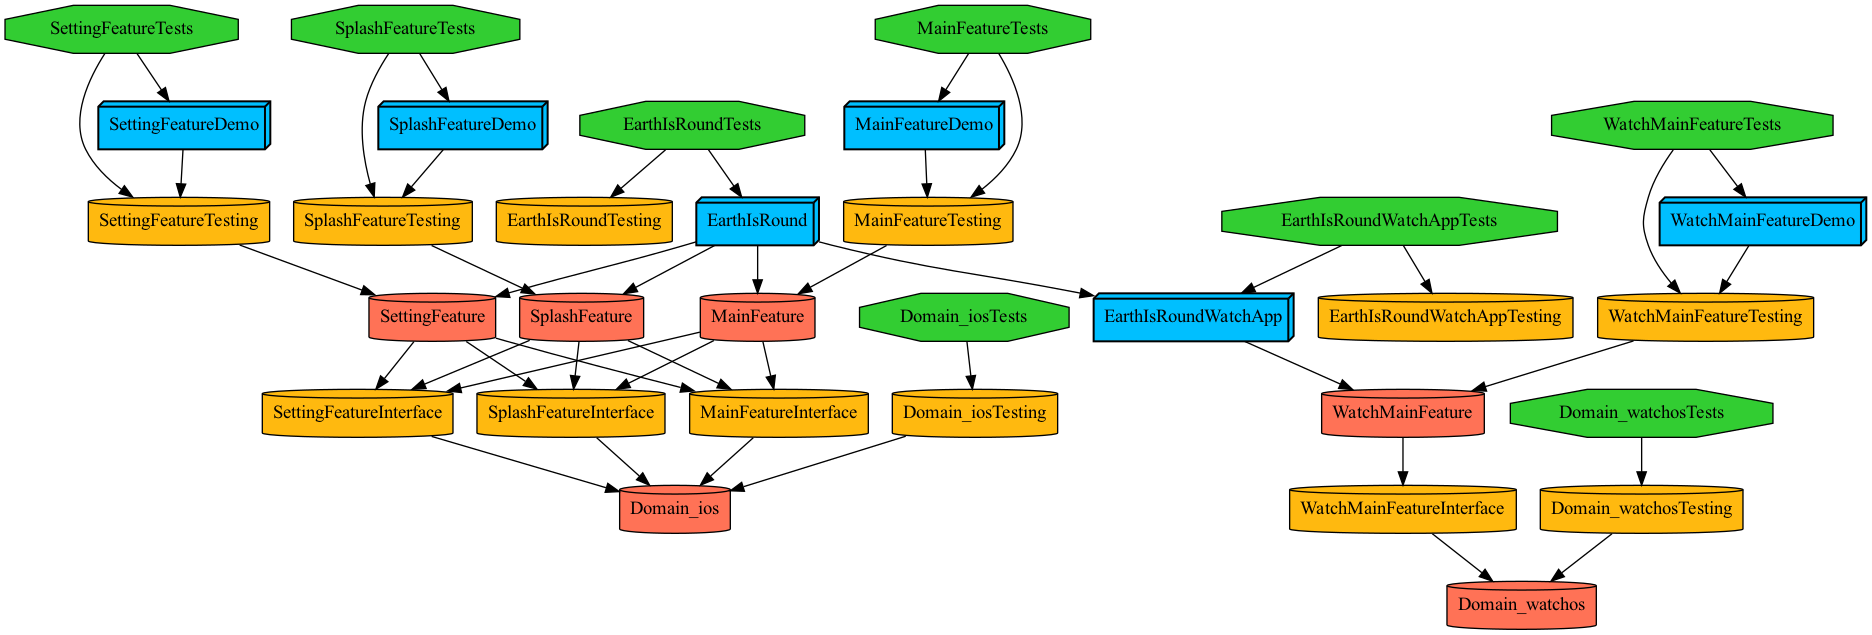 SettingFeatureTests
SplashFeatureTests
MainFeatureTests
SettingFeatureDemo
SplashFeatureDemo
EarthIsRoundTests
MainFeatureDemo
WatchMainFeatureTests
SettingFeatureTesting
SplashFeatureTesting
EarthIsRoundTesting
EarthIsRound
MainFeatureTesting
EarthIsRoundWatchAppTests
WatchMainFeatureDemo
SettingFeature
SplashFeature
MainFeature
Domain_iosTests
EarthIsRoundWatchApp
EarthIsRoundWatchAppTesting
WatchMainFeatureTesting
SettingFeatureInterface
SplashFeatureInterface
MainFeatureInterface
Domain_iosTesting
WatchMainFeature
Domain_watchosTests
Domain_ios
WatchMainFeatureInterface
Domain_watchosTesting
Domain_watchos